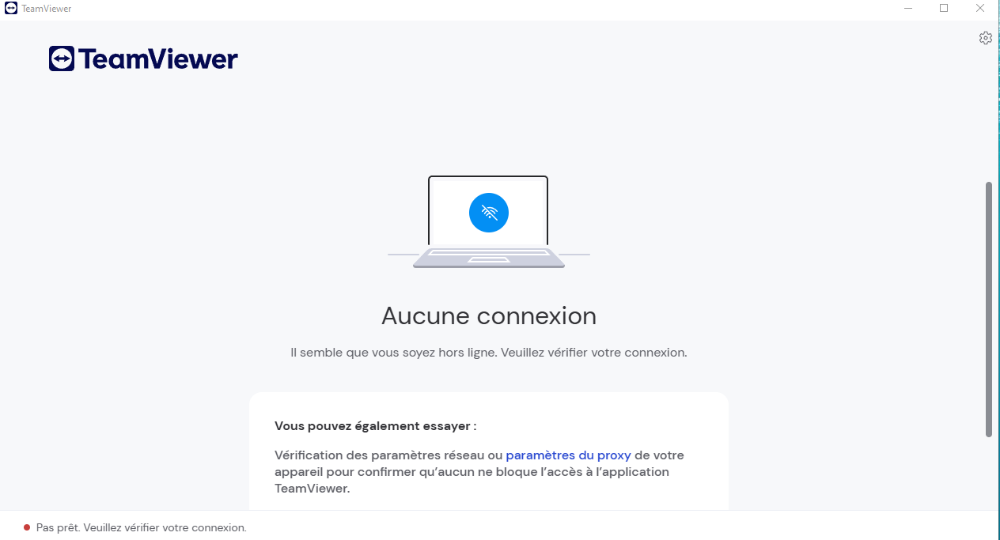 TeamViewer
TeamViewer
Aucune connexion
Il semble que vous soyez hors ligne. Veuillez vérifier votre connexion.
Vous pouvez également essayer :
Vérification des paramètres réseau ou paramètres du proxy de votre
appareil pour confirmer qu’aucun ne bloque l’accès à l’application
TeamViewer.
Pas prêt. Veuillez vérifier votre connexion.